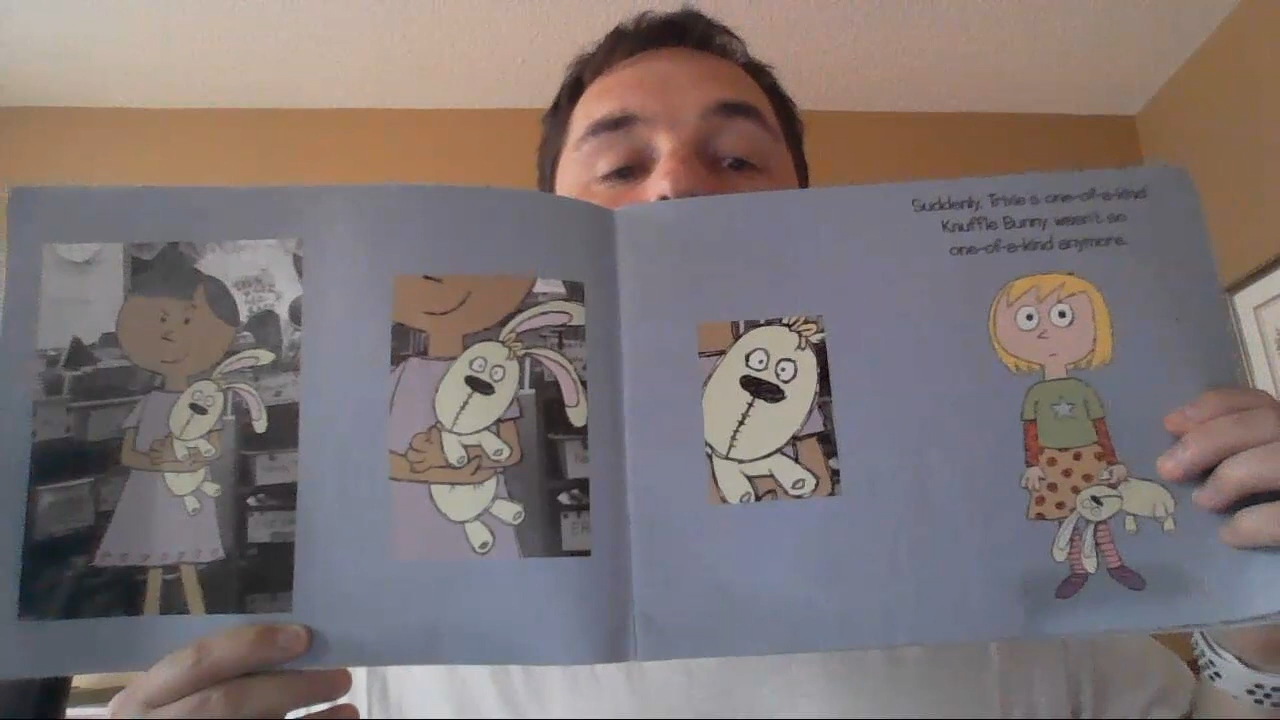 Suddenly, Trixie's one-of-a-kind
Knuffle Bunny wasn't so
one-of-a-kind anymore.